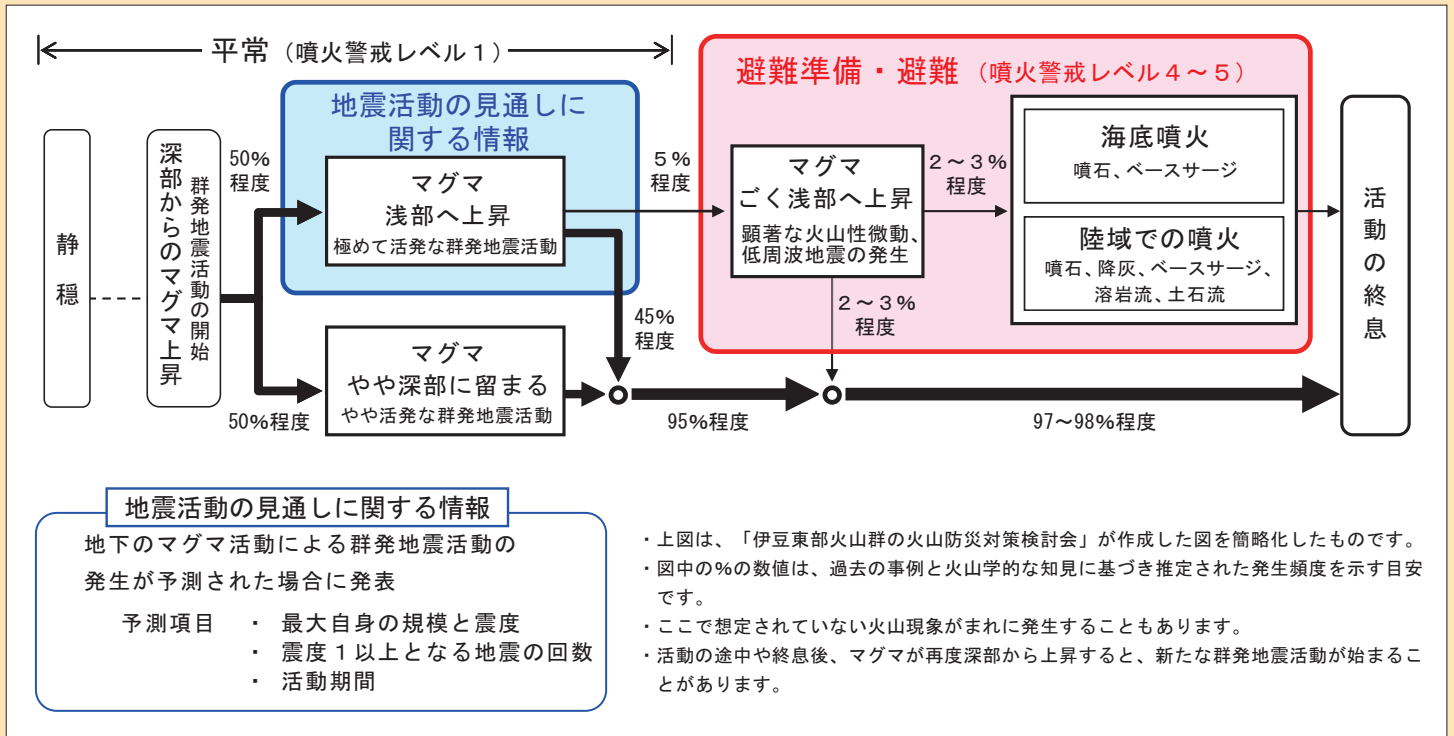 平常（噴火警戒レベル１）
避難準備・避難（噴火警戒レベル４～５）
地震活動の見通しに
関する情報
静穏
深部からのマグマ上昇
群発地震活動の開始
50%
程度
マグマ
浅部へ上昇
極めて活発な群発地震活動
５%
程度
マグマ
ごく浅部へ上昇
顕著な火山性微動、
低周波地震の発生
２～３%
程度
海底噴火
噴石、ベースサージ
陸域での噴火
噴石、降灰、ベースサージ、
溶岩流、土石流
活動の終息
２～３%
程度
45%
程度
マグマ
やや深部に留まる
やや活発な群発地震活動
50%程度
95%程度
97～98%程度
地震活動の見通しに関する情報
地下のマグマ活動による群発地震活動の
発生が予測された場合に発表
予測項目 ・ 最大自身の規模と震度
・ 震度１以上となる地震の回数
・ 活動期間
・上図は、「伊豆東部火山群の火山防災対策検討会」が作成した図を簡略化したものです。
・図中の%の数値は、過去の事例と火山学的な知見に基づき推定された発生頻度を示す目安
です。
・ここで想定されていない火山現象がまれに発生することもあります。
・活動の途中や終息後、マグマが再度深部から上昇すると、新たな群発地震活動が始まるこ
とがあります。